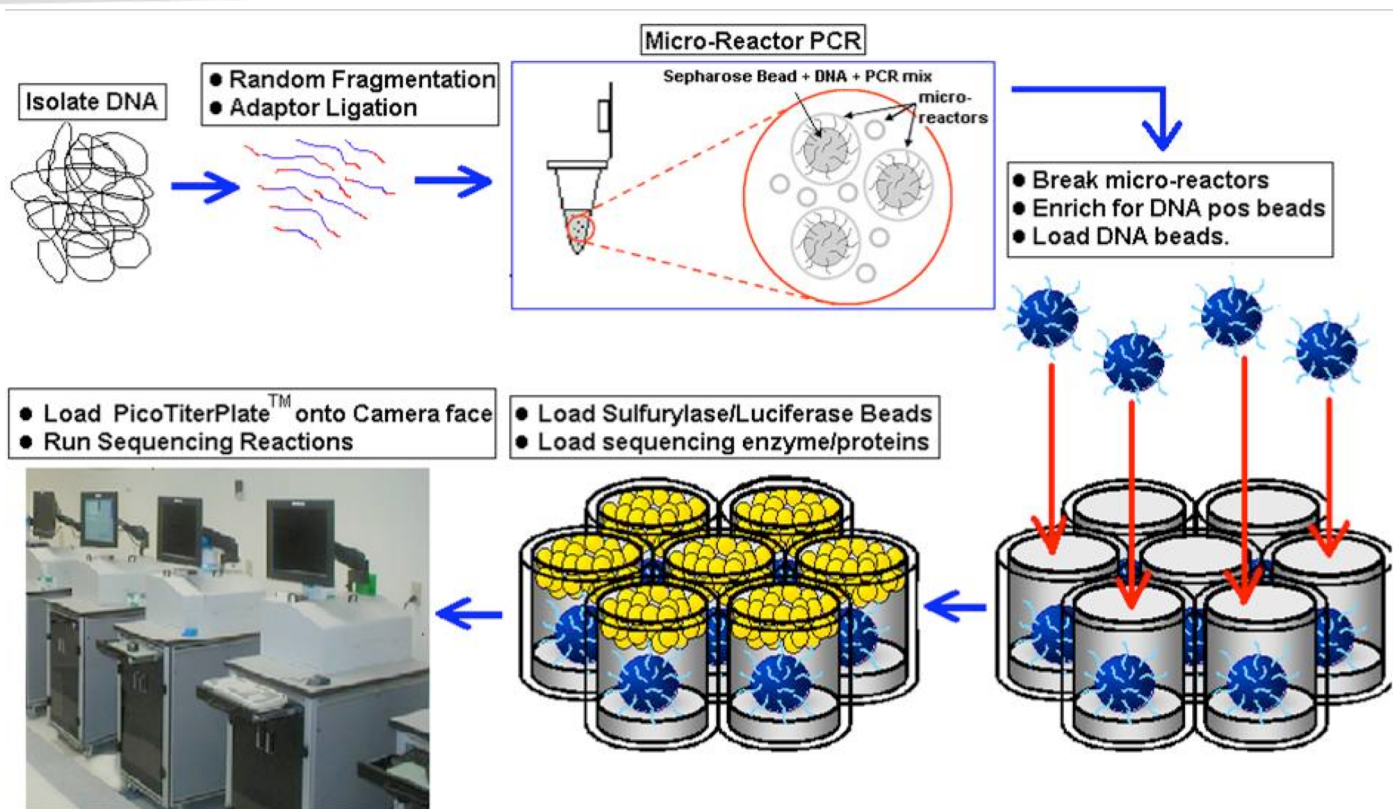 Isolate DNA
● Random Fragmentation
● Adaptor Ligation
Micro-Reactor PCR
Sepharose Bead + DNA + PCR mix
micro-
reactors
● Break micro-reactors
● Enrich for DNA pos beads
● Load DNA beads.
● Load Sulfurylase/Luciferase Beads
● Load sequencing enzyme/proteins
● Load PicoTiterPlate™ onto Camera face
● Run Sequencing Reactions